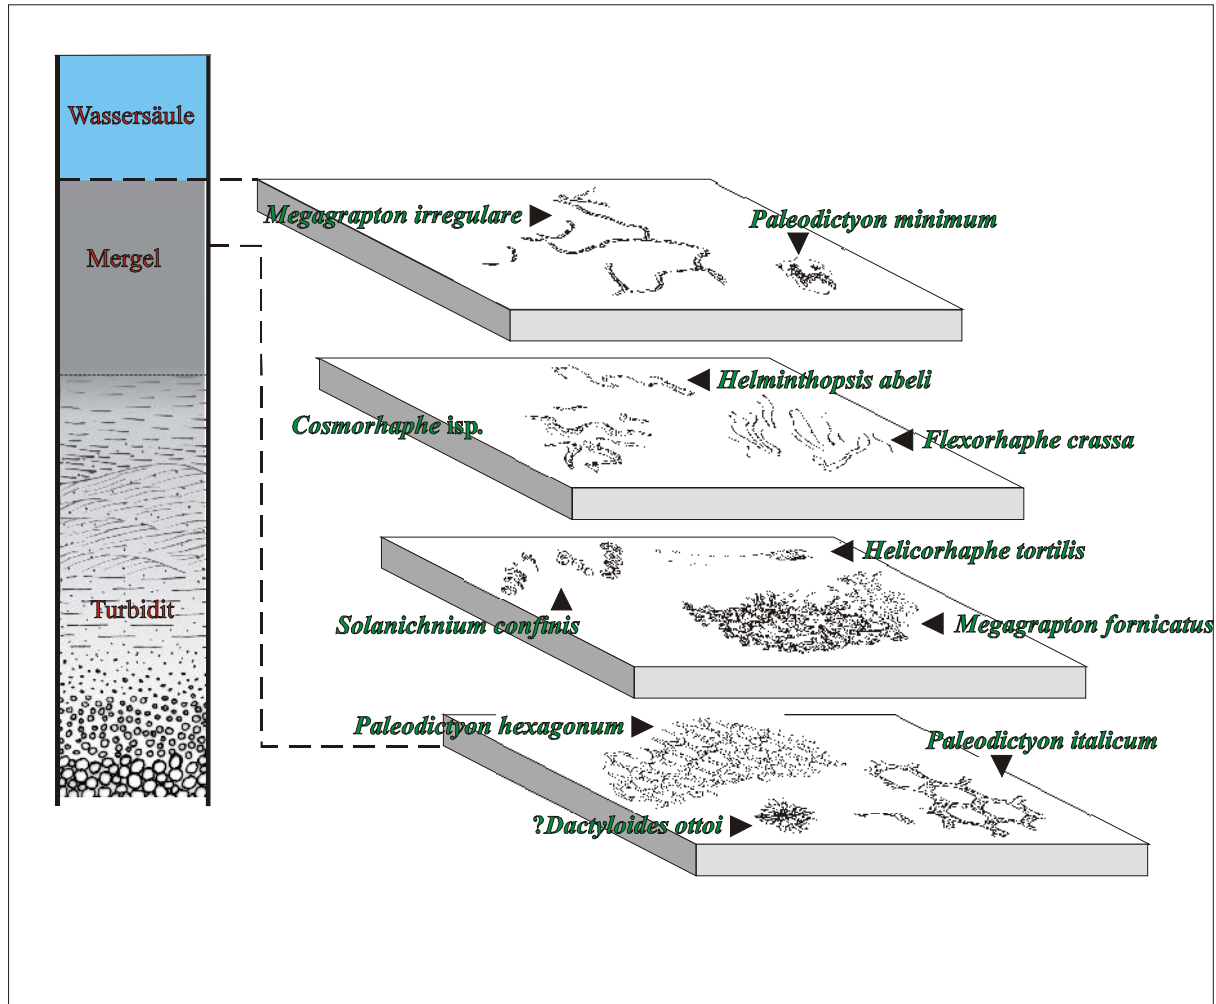 Wassersäule
Mergel
Turbidit
Megagrapton irregulare
Paleodictyon minimum
Helminthopsis abeli
Cosmorhaphe isp.
Flexorhaphe crassa
Helicorhaphe tortilis
Solanichnium confinis
Megagrapton fornicatus
Paleodictyon hexagonum
Paleodictyon italicum
?Dactyloides ottoi